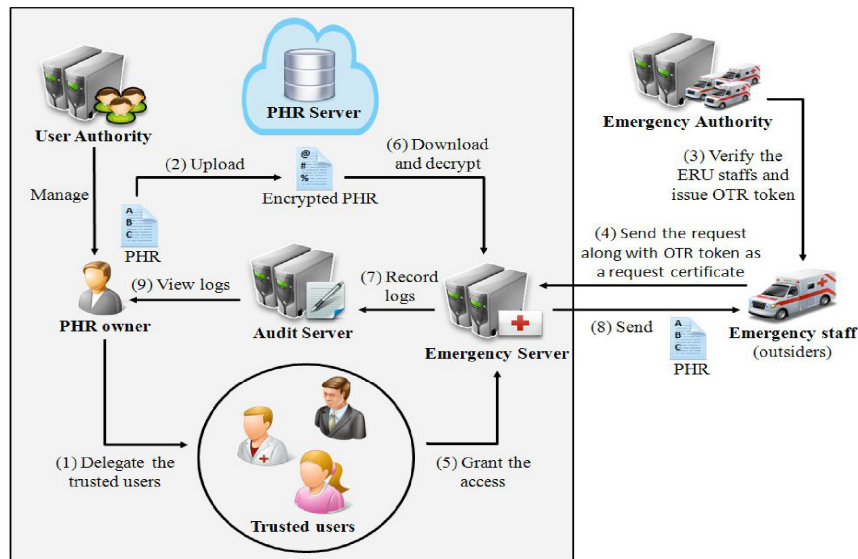 User Authority
PHR Server
Emergency Authority
Manage
(2) Upload
@
#
%
Encrypted PHR
(6) Download
and decrypt
(3) Verify the
ERU staffs and
issue OTR token
A
B
C
PHR
(4) Send the request
along with OTR token as
a request certificate
PHR owner
(9) View logs
Audit Server
(7) Record
logs
Emergency Server
(8) Send
A
B
C
PHR
Emergency staff
(outsiders)
(1) Delegate the
trusted users
Trusted users
(5) Grant the
access